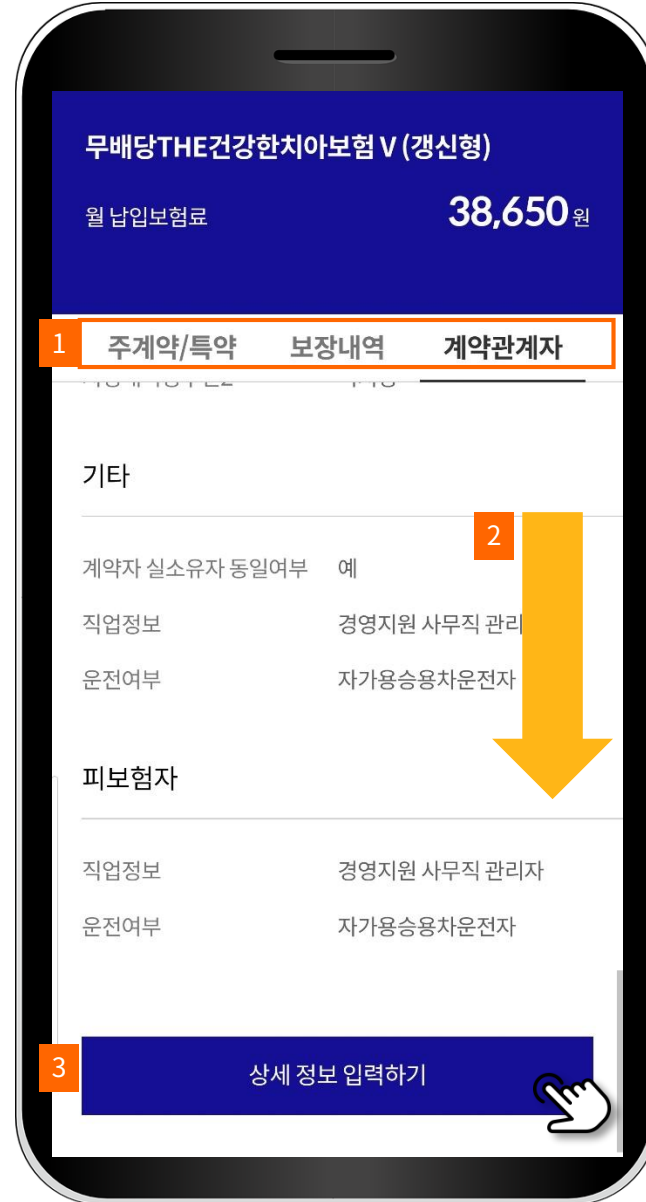 무배당THE건강한치아보험 V (갱신형)
월 납입보험료 38,650 원
1 주계약/특약 보장내역 계약관계자
기타
2
계약자 실소유자 동일여부 예
직업정보 경영지원 사무직 관리
운전여부 자가용승용차운전자
피보험자
직업정보 경영지원 사무직 관리자
운전여부 자가용승용차운전자
3 상세 정보 입력하기